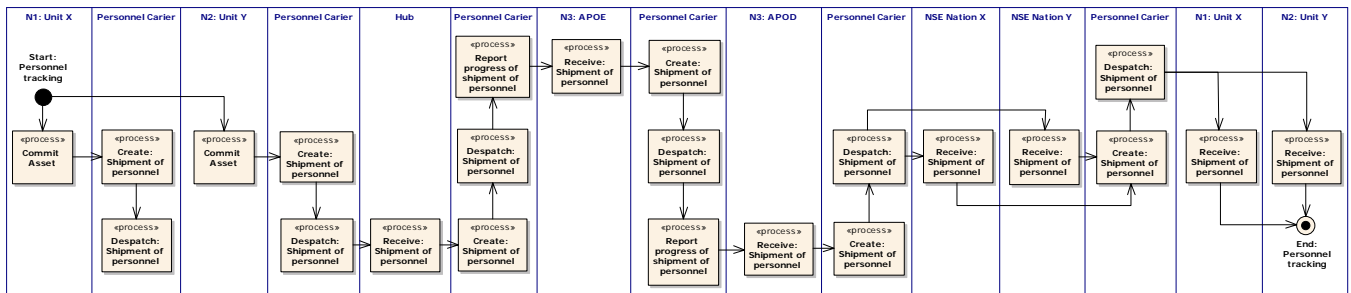 N1: Unit X
Personnel Carier
N2: Unit Y
Personnel Carier
Hub
Personnel Carier
N3: APOE
Personnel Carier
N3: APOD
Personnel Carier
NSE Nation X
NSE Nation Y
Personnel Carier
N1: Unit X
N2: Unit Y
Start:
Personnel
tracking
«process»
Commit
Asset
«process»
Create:
Shipment of
personnel
«process»
Despatch:
Shipment of
personnel
«process»
Commit
Asset
«process»
Create:
Shipment of
personnel
«process»
Despatch:
Shipment of
personnel
«process»
Receive:
Shipment of
personnel
«process»
Report
progress of
shipment of
personnel
«process»
Despatch:
Shipment of
personnel
«process»
Create:
Shipment of
personnel
«process»
Receive:
Shipment of
personnel
«process»
Create:
Shipment of
personnel
«process»
Despatch:
Shipment of
personnel
«process»
Report
progress of
shipment of
personnel
«process»
Receive:
Shipment of
personnel
«process»
Despatch:
Shipment of
personnel
«process»
Create:
Shipment of
personnel
«process»
Receive:
Shipment of
personnel
«process»
Receive:
Shipment of
personnel
«process»
Despatch:
Shipment of
personnel
«process»
Create:
Shipment of
personnel
«process»
Receive:
Shipment of
personnel
«process»
Receive:
Shipment of
personnel
End:
Personnel
tracking